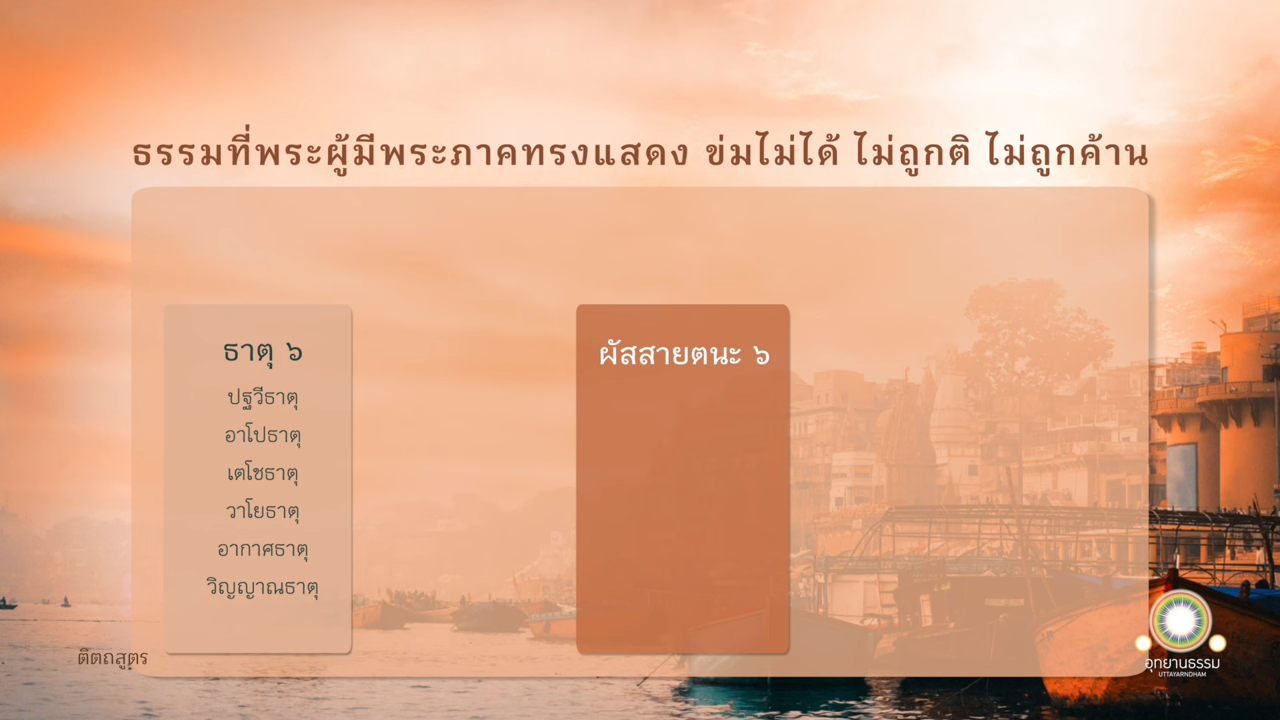 ธรรมที่พระผู้มีพระภาคทรงแสดง ข่มไม่ได้ ไม่ถูกติ ไม่ถูกค้าน
ธาตุ ๖
ปฐวีธาตุ
อาโปธาตุ
เตโชธาตุ
วาโยธาตุ
อากาศธาตุ
วิญญาณธาตุ
ผัสสายตนะ ๖
ติตถสูตร
อุทยานธรรม
UTTAYARNDHAM